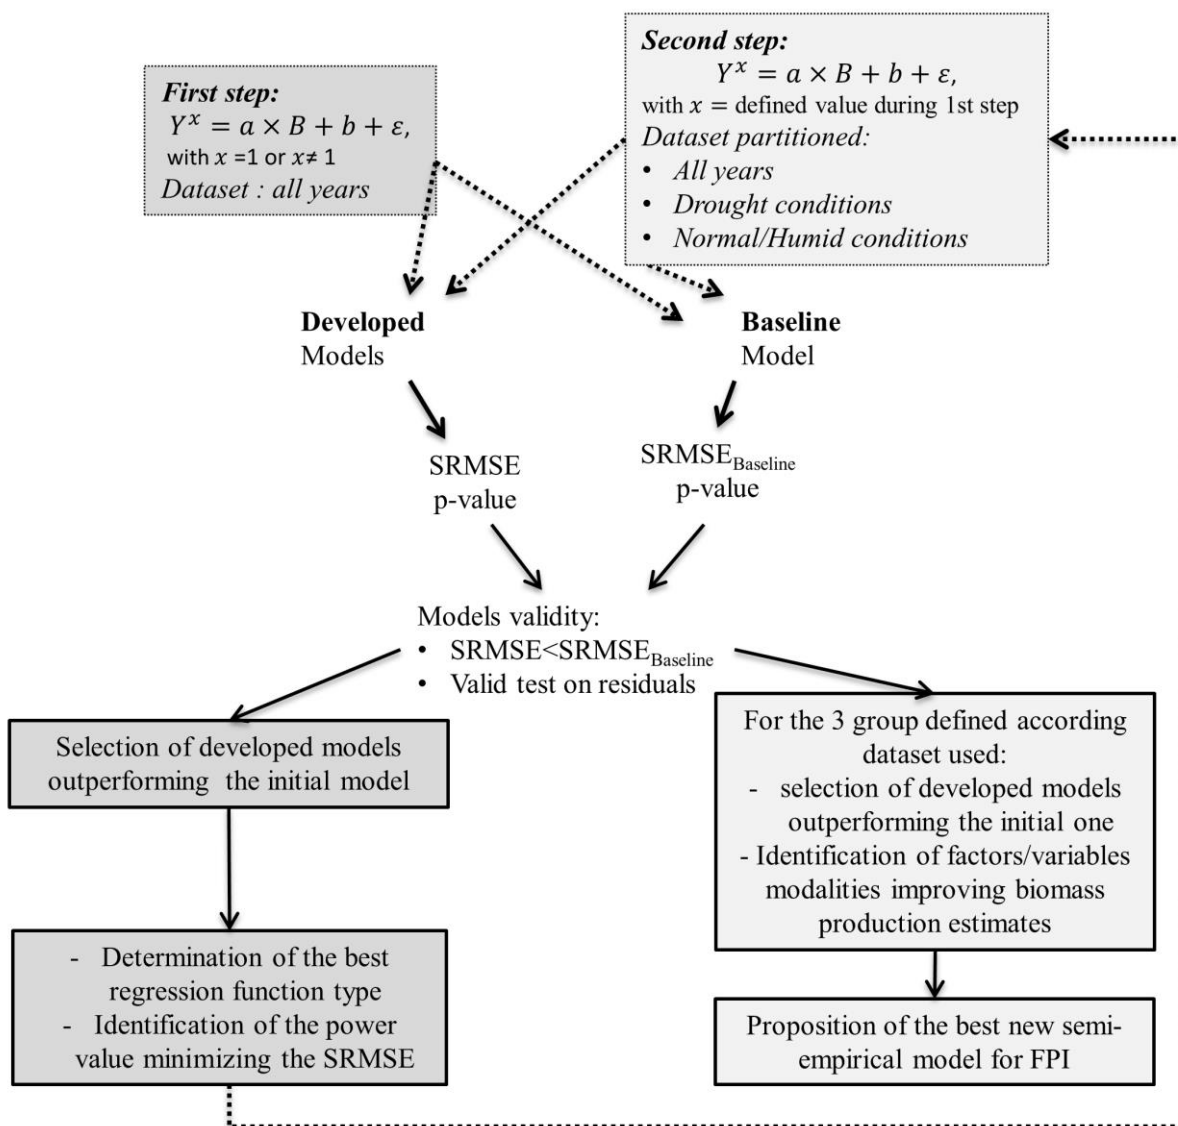 First step:
Y^x = a × B + b + ε,
with x =1 or x≠ 1
Dataset : all years
Second step:
Y^x = a × B + b + ε,
with x = defined value during 1st step
Dataset partitioned:
• All years
• Drought conditions
• Normal/Humid conditions
Developed
Models
Baseline
Model
SRMSE
p-value
SRMSE_Baseline
p-value
Models validity:
• SRMSE<SRMSE_Baseline
• Valid test on residuals
Selection of developed models
outperforming the initial model
- Determination of the best
regression function type
- Identification of the power
value minimizing the SRMSE
For the 3 group defined according
dataset used:
- selection of developed models
outperforming the initial one
- Identification of factors/variables
modalities improving biomass
production estimates
Proposition of the best new semi-
empirical model for FPI